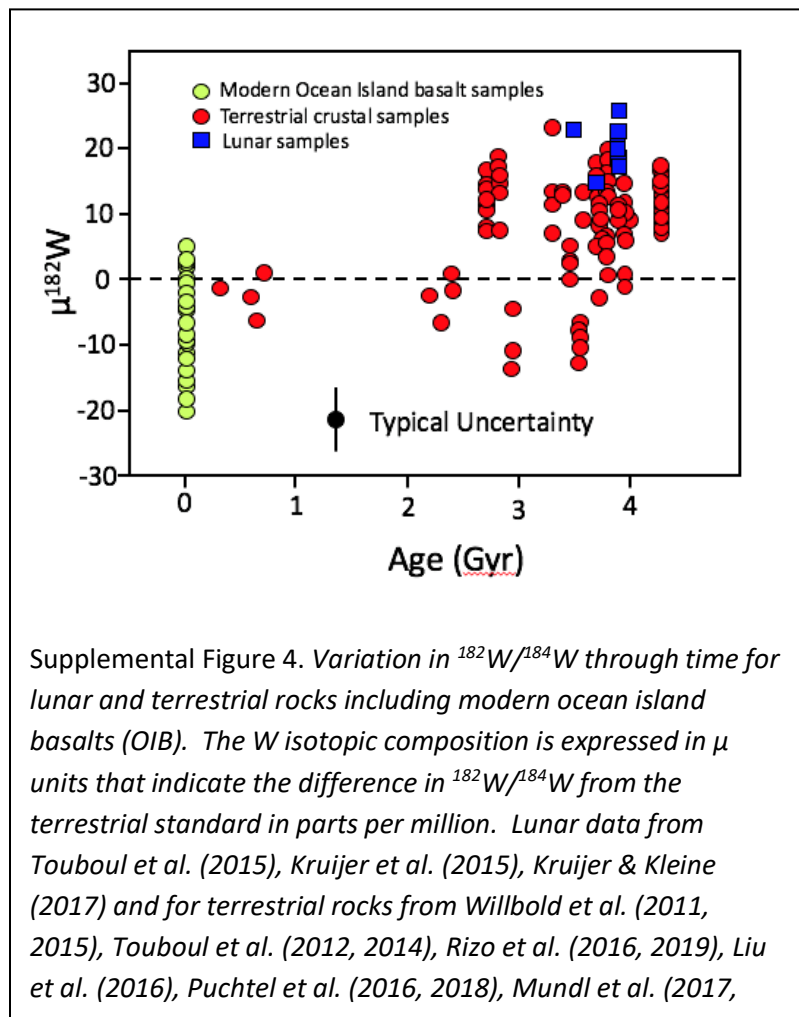 30
20
10
0
-10
-20
-30
μ182W
Modern Ocean Island basalt samples
Terrestrial crustal samples
Lunar samples
Typical Uncertainty
0 1 2 3 4
Age (Gyr)
Supplemental Figure 4. Variation in 182W/184W through time for
lunar and terrestrial rocks including modern ocean island
basalts (OIB). The W isotopic composition is expressed in μ
units that indicate the difference in 182W/184W from the
terrestrial standard in parts per million. Lunar data from
Touboul et al. (2015), Kruijer et al. (2015), Kruijer & Kleine
(2017) and for terrestrial rocks from Willbold et al. (2011,
2015), Touboul et al. (2012, 2014), Rizo et al. (2016, 2019), Liu
et al. (2016), Puchtel et al. (2016, 2018), Mundl et al. (2017,